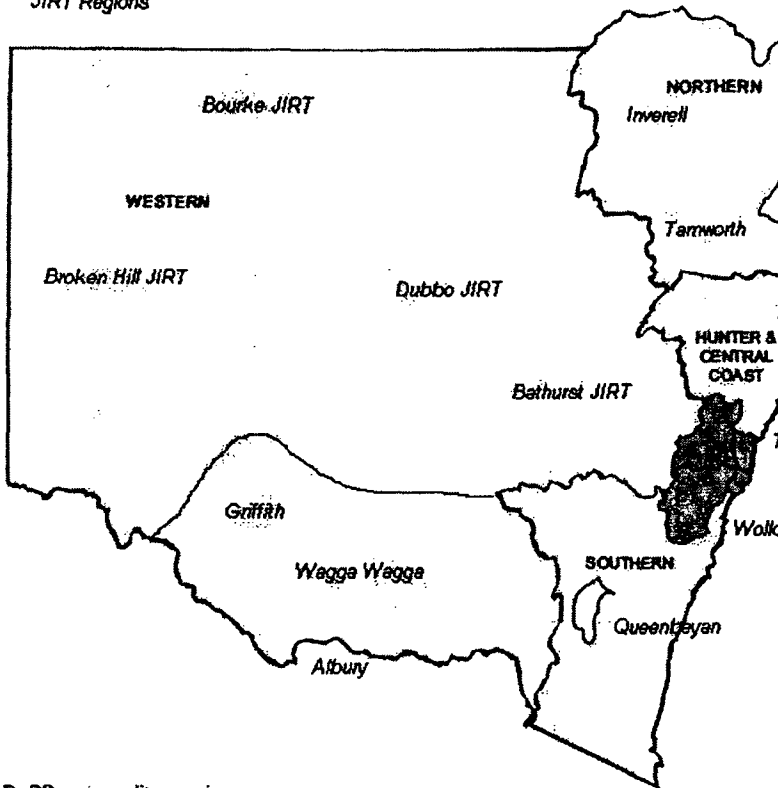 JIRT Regions
NORTHERN
Bourke JIRT
Inverell
WESTERN
Tamworth
Broken Hill JIRT
Dubbo JIRT
HUNTER &
CENTRAL
COAST
Bathurst JIRT
Griffith
SOUTHERN
Wagga Wagga
Queenbeyan
Albury